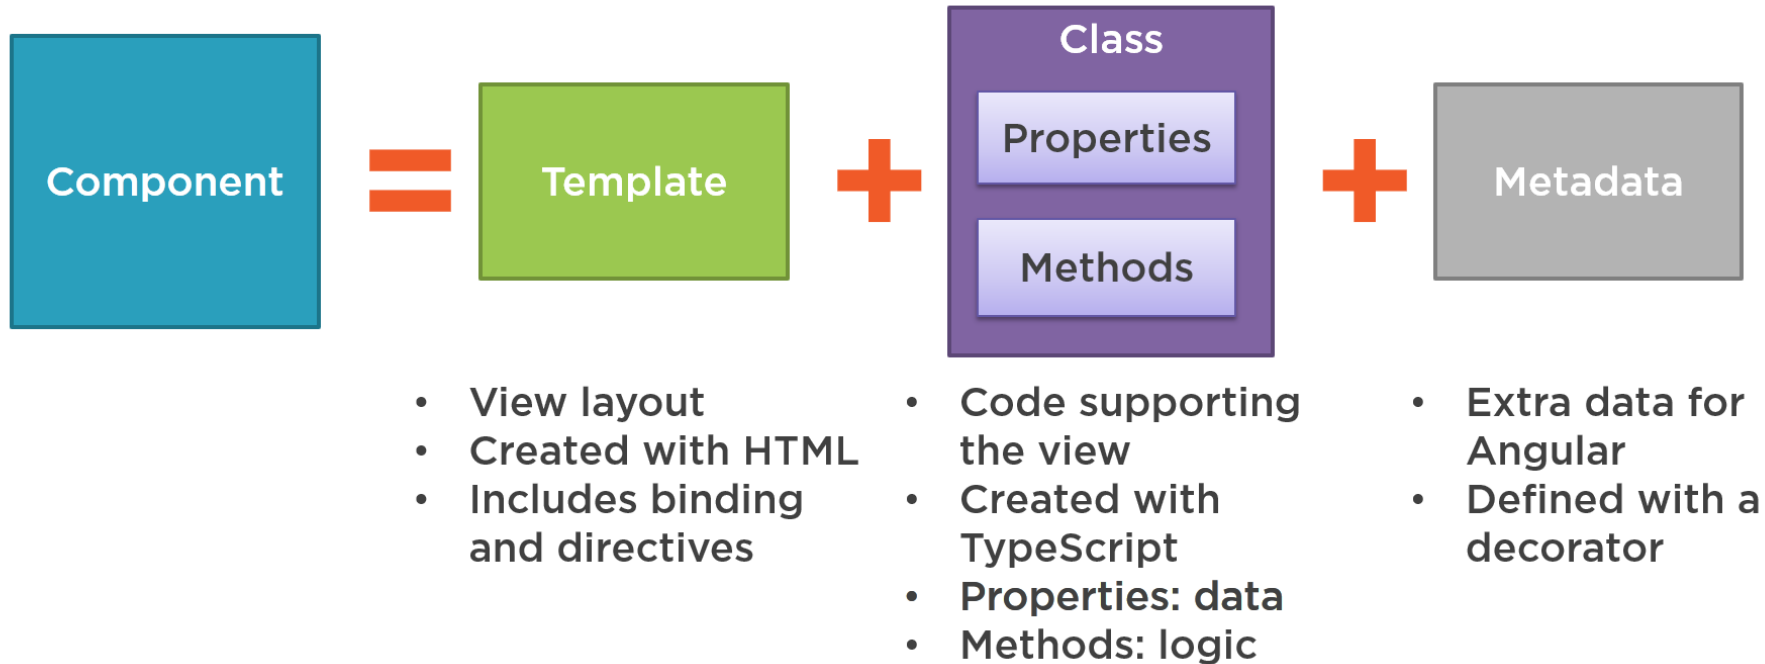 Component
=
Template
+
Class
Properties
Methods
+
Metadata
• View layout
• Created with HTML
• Includes binding
and directives
• Code supporting
the view
• Created with
TypeScript
• Properties: data
• Methods: logic
• Extra data for
Angular
• Defined with a
decorator